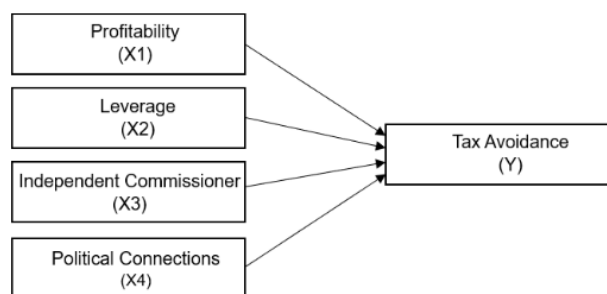 Profitability
(X1)
Leverage
(X2)
Independent Commissioner
(X3)
Political Connections
(X4)
Tax Avoidance
(Y)